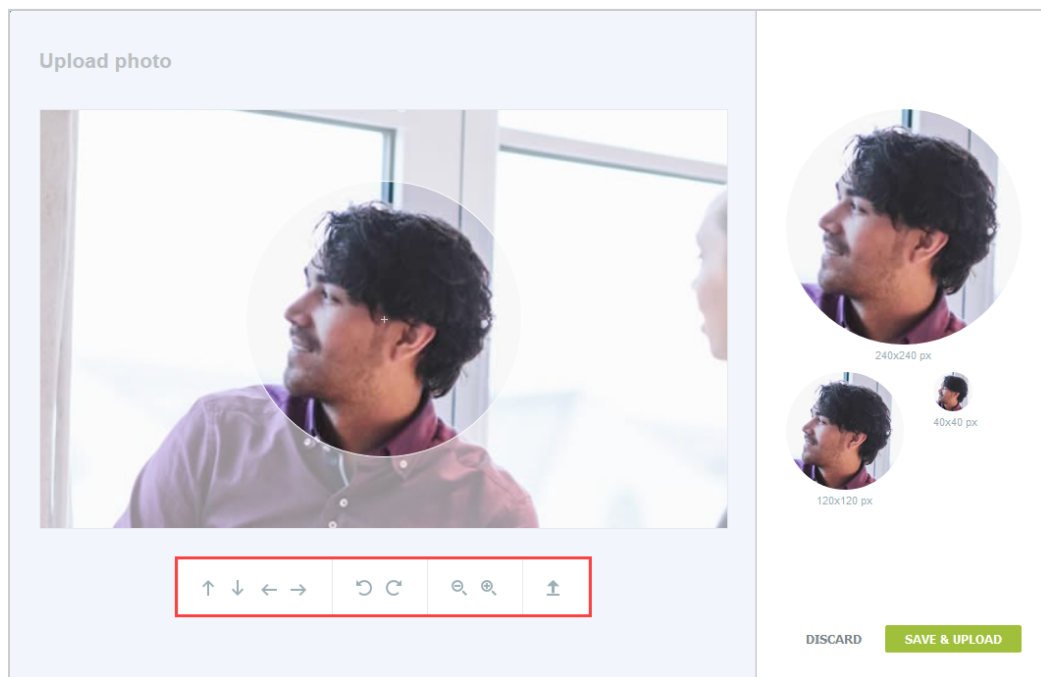 Upload photo
240x240 px
40x40 px
120x120 px
DISCARD
SAVE & UPLOAD